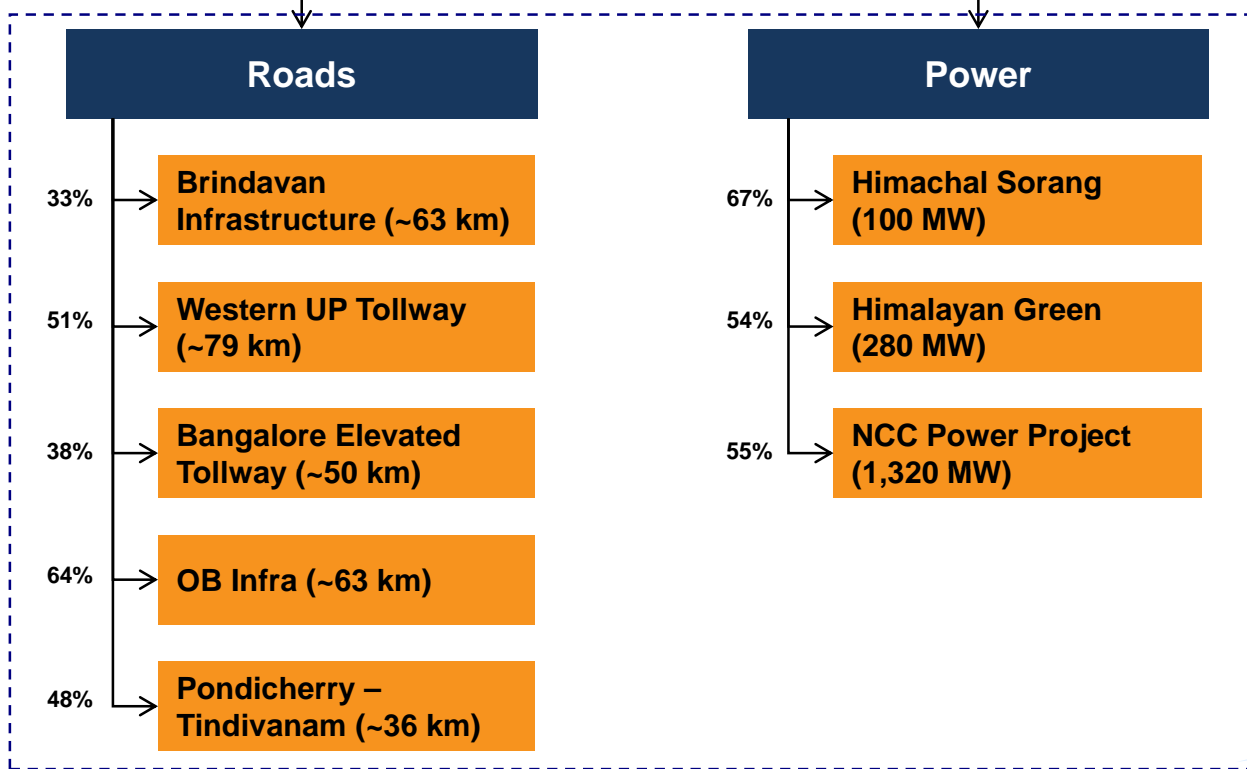 Roads
33%
Brindavan
Infrastructure (~63 km)
51%
Western UP Tollway
(~79 km)
38%
Bangalore Elevated
Tollway (~50 km)
64%
OB Infra (~63 km)
48%
Pondicherry –
Tindivanam (~36 km)
Power
67%
Himachal Sorang
(100 MW)
54%
Himalayan Green
(280 MW)
55%
NCC Power Project
(1,320 MW)